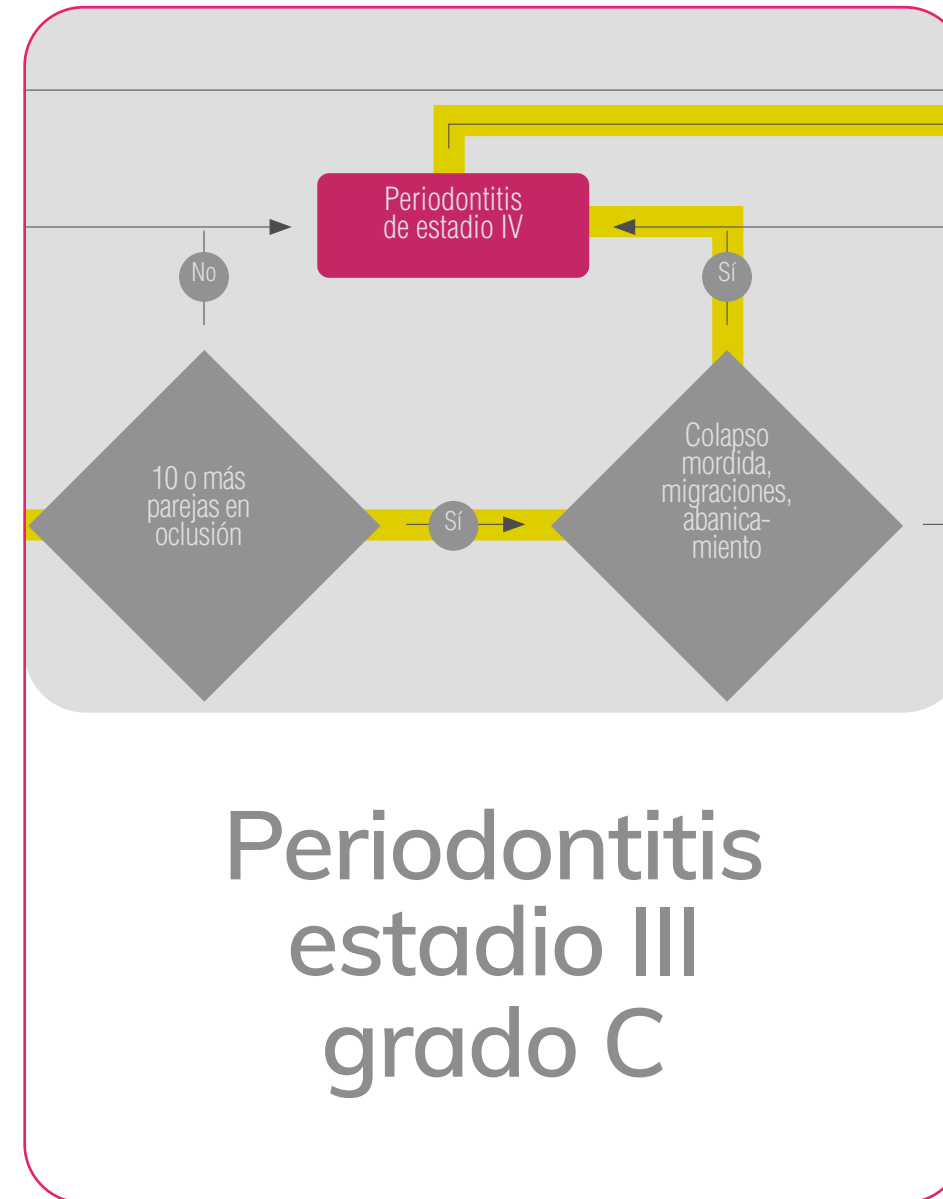 Periodontitis
de estadio IV
No
Sí
10 o más
parejas en
oclusión
Sí
Colapso
mordida,
migraciones,
abanica-
miento
Periodontitis
estadio III
grado C